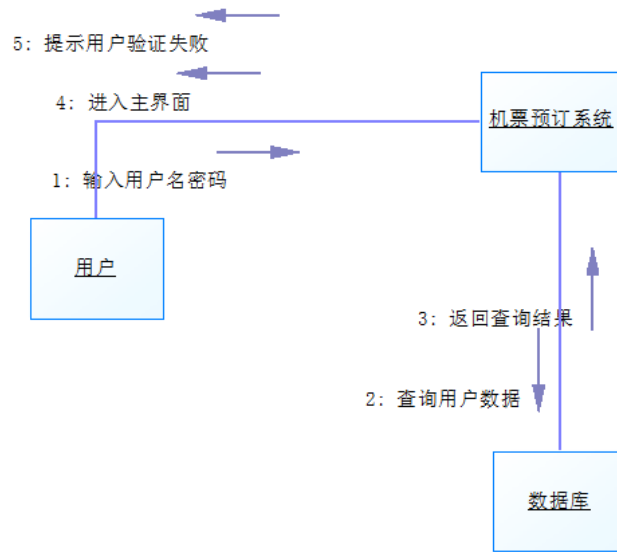 5: 提示用户验证失败
4: 进入主界面
机票预订系统
1: 输入用户名密码
用户
3: 返回查询结果
2: 查询用户数据
数据库